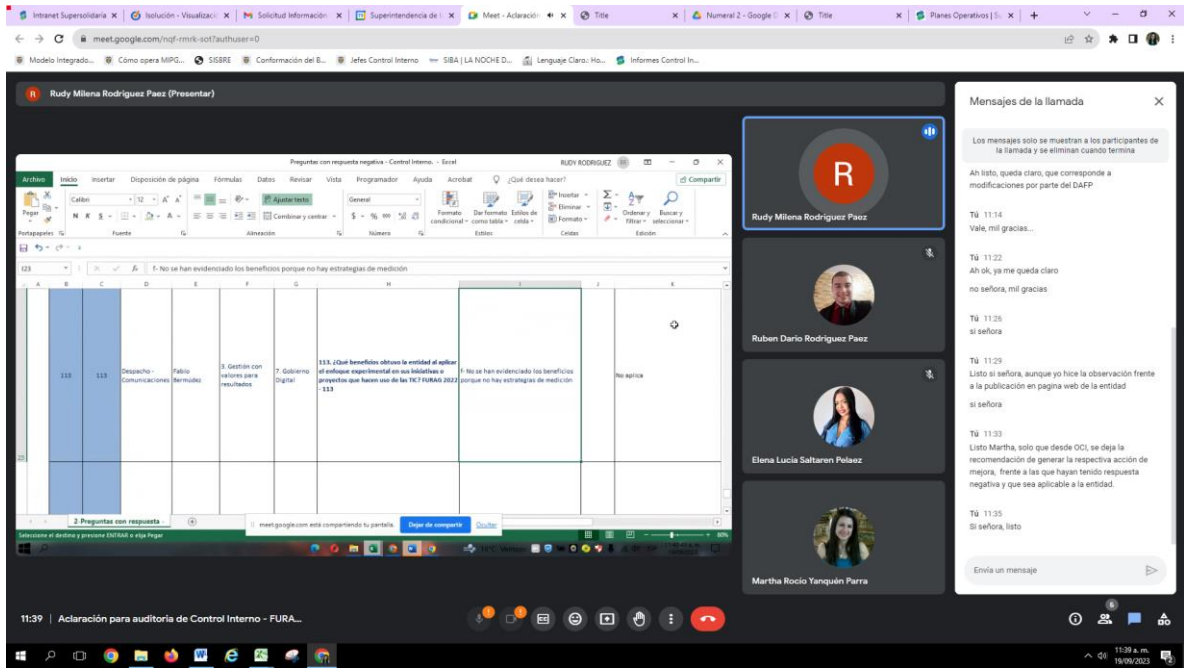 Intranet Supersolidaria
Isolución - Visualizaci
Solicitud Información
Superintendencia de
Meet - Aclaración
Title
Numeral 2 - Google D
Title
Planes Operativos | S
meet.google.com/nqf-rmrk-sot?authuser=0
Modelo Integrado...
Cómo opera MIPG...
SISBRE
Conformación del B...
Jefes Control Interno
SIBA | LA NOCHE D...
Lenguaje Claro.: Ho...
Informes Control In...
R
Rudy Milena Rodriguez Paez (Presentar)
Preguntas con respuesta negativa - Control Interno. - Excel
RUDY RODRIGUEZ
Archivo Inicio Insertar Disposición de página Fórmulas Datos Revisar Vista Programador Ayuda Acrobat ¿Qué desea hacer? Compartir
Pegar
Calibri 12
N K S
Ajustar texto
Combinar y centrar
General
$ - % 000
Formato condicional
Dar formato como tabla
Estilos de celda
Insertar
Eliminar
Formato
Ordenar y filtrar
Buscar y seleccionar
Portapapeles Fuente Alineación Número Estilos Celdas Edición
I23
fx f- No se han evidenciado los beneficios porque no hay estrategias de medición
A B C D E F G H I J K
113
113
Despacho -
Comunicaciones
Pablo
Bermúdez
3. Gestión con
valores para
resultados
7. Gobierno
Digital
113. ¿Qué beneficios obtuvo la entidad al aplicar
el enfoque experimental en sus iniciativas o
proyectos que hacen uso de las TIC? FURAG 2022
- 113
f- No se han evidenciado los beneficios
porque no hay estrategias de medición
No aplica
23
2-Preguntas con respuesta
meet.google.com está compartiendo tu pantalla.
Dejar de compartir
Ocultar
Seleccione el destino y presione ENTRAR o elija Pegar
80%
R
Rudy Milena Rodriguez Paez
Ruben Dario Rodriguez Paez
Elena Lucia Saltaren Pelaez
Martha Rocío Yanquén Parra
Mensajes de la llamada
Los mensajes solo se muestran a los participantes de
la llamada y se eliminan cuando termina
Ah listo, queda claro, que corresponde a
modificaciones por parte del DAFP
Tú 11:14
Vale, mil gracias...
Tú 11:22
Ah ok, ya me queda claro
no señora, mil gracias
Tú 11:26
si señora
Tú 11:29
Listo si señora, aunque yo hice la observación frente
a la publicación en pagina web de la entidad
si señora
Tú 11:33
Listo Martha, solo que desde OCI, se deja la
recomendación de generar la respectiva acción de
mejora, frente a las que hayan tenido respuesta
negativa y que sea aplicable a la entidad.
Tú 11:35
Si señora, listo
Envía un mensaje
11:39 | Aclaración para auditoria de Control Interno - FURA...
6
11:39 a. m.
19/09/2023
2